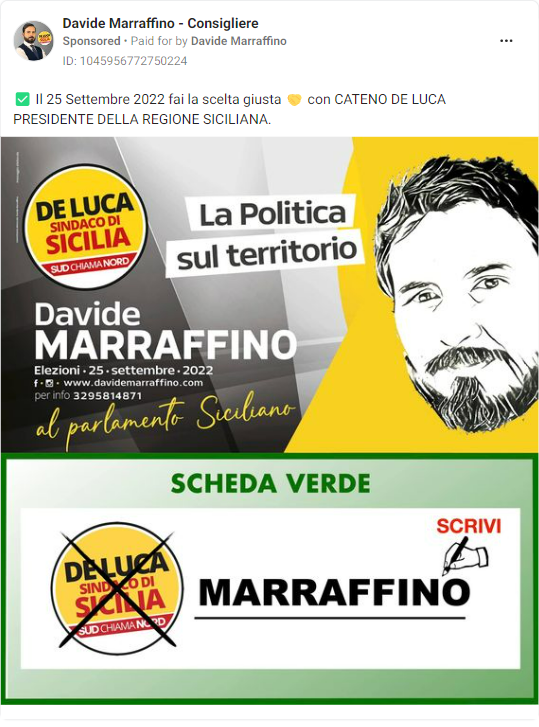 Davide Marraffino - Consigliere
Sponsored • Paid for by Davide Marraffino
ID: 1045956772750224
✅ Il 25 Settembre 2022 fai la scelta giusta 🤝 con CATENO DE LUCA
PRESIDENTE DELLA REGIONE SICILIANA.
DE LUCA
SINDACO DI
SICILIA
SUD CHIAMA NORD
La Politica
sul territorio
Davide
MARRAFFINO
Elezioni • 25 • settembre • 2022
www.davidemarraffino.com
per info 3295814871
al parlamento Siciliano
SCHEDA VERDE
DE LUCA
SINDACO DI
SICILIA
SUD CHIAMA NORD
SCRIVI
MARRAFFINO